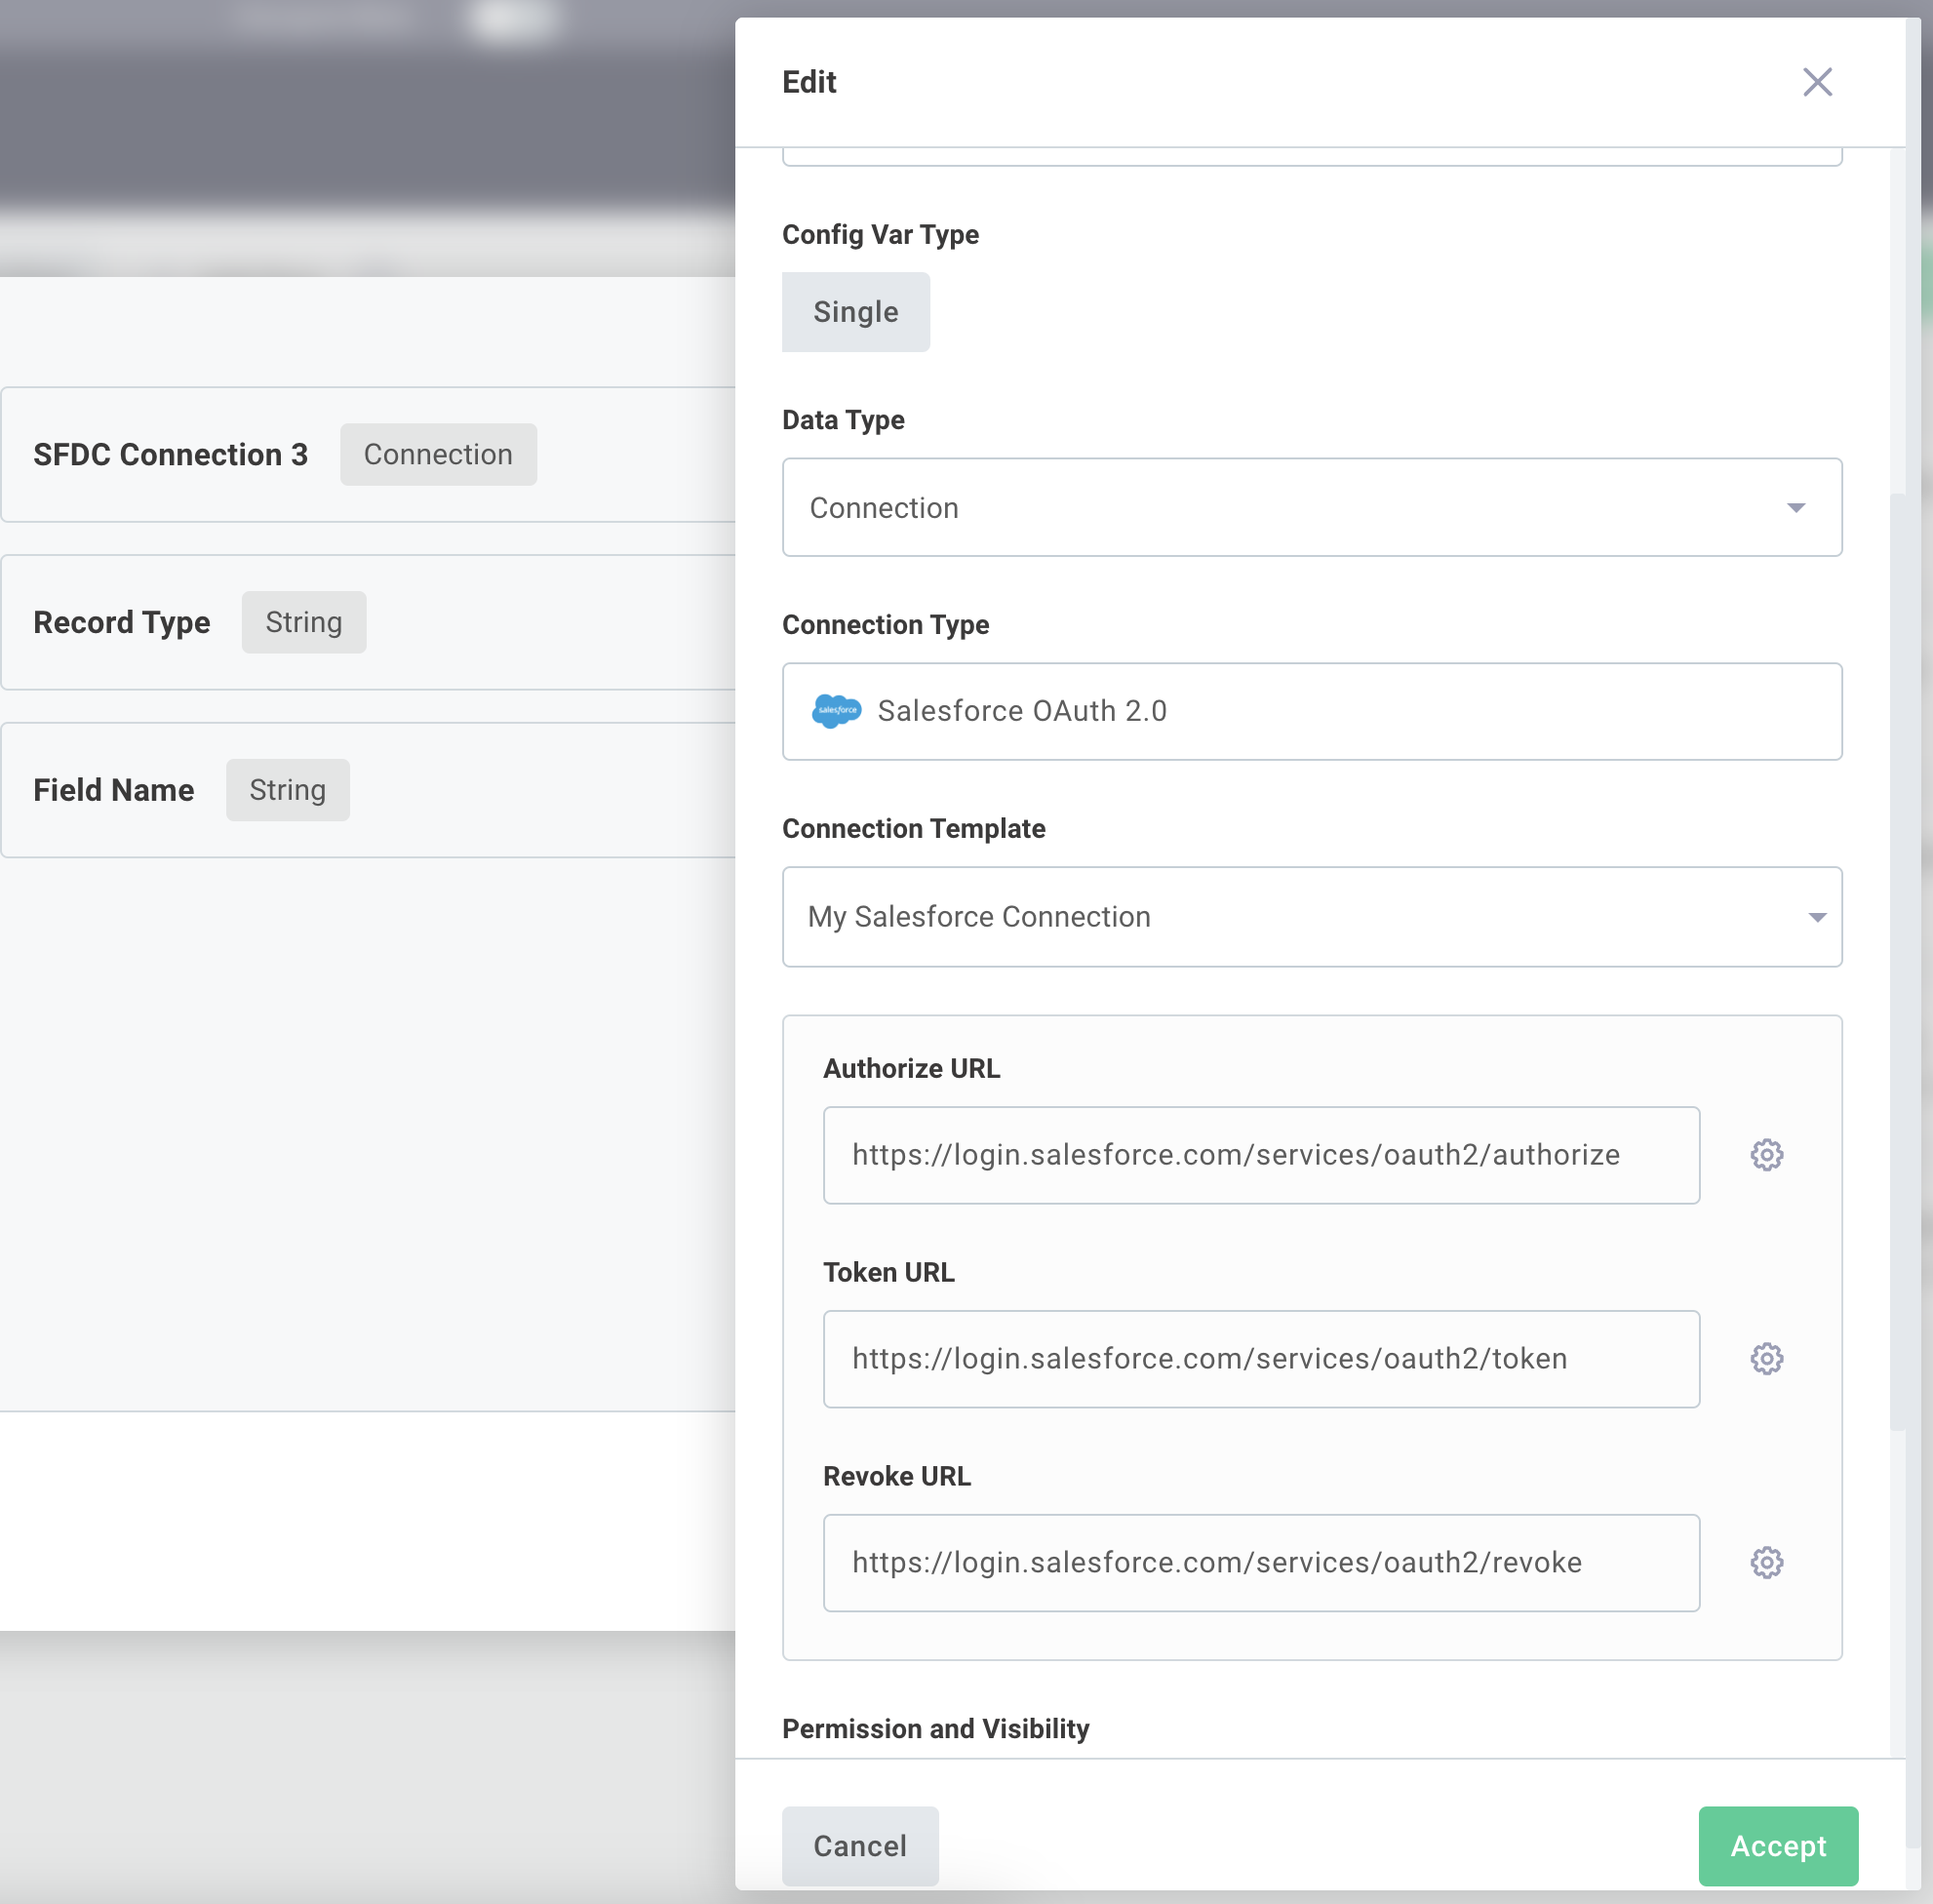 Edit
Config Var Type
Single
Data Type
Connection
Connection Type
salesforce Salesforce OAuth 2.0
Connection Template
My Salesforce Connection
Authorize URL
https://login.salesforce.com/services/oauth2/authorize
Token URL
https://login.salesforce.com/services/oauth2/token
Revoke URL
https://login.salesforce.com/services/oauth2/revoke
Permission and Visibility
Cancel
Accept
SFDC Connection 3 Connection
Record Type String
Field Name String